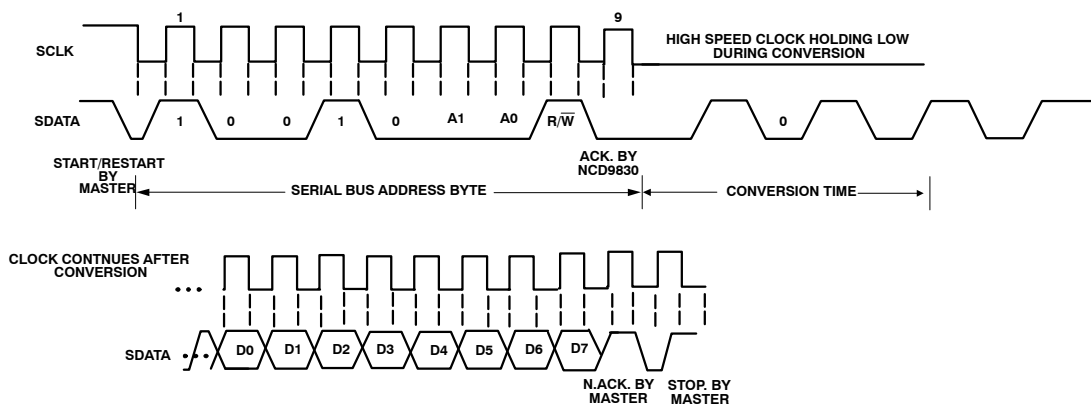 1
9
SCLK
HIGH SPEED CLOCK HOLDING LOW
DURING CONVERSION
SDATA
1 0 0 1 0 A1 A0 R/W̅ 0
START/RESTART
BY
MASTER
ACK. BY
NCD9830
SERIAL BUS ADDRESS BYTE
CONVERSION TIME
CLOCK CONTNUES AFTER
CONVERSION
...
SDATA ... D0 D1 D2 D3 D4 D5 D6 D7
N.ACK. BY
MASTER
STOP. BY
MASTER